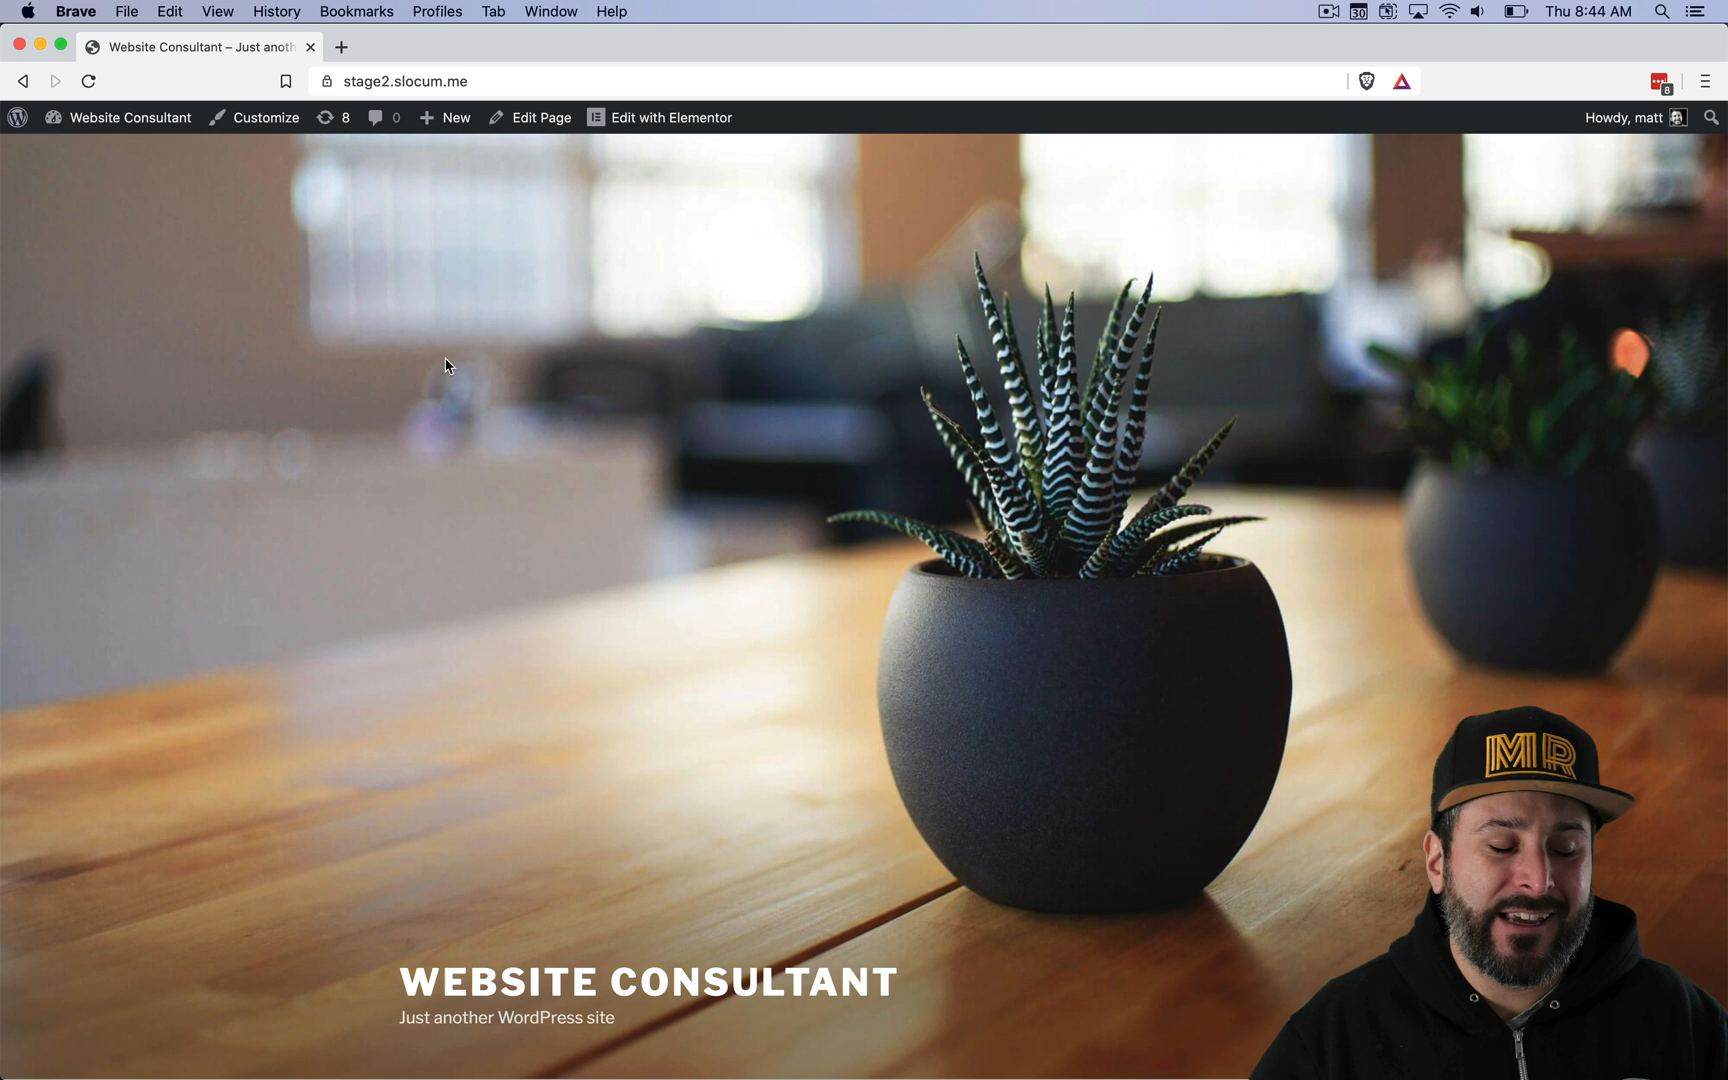 Brave File Edit View History Bookmarks Profiles Tab Window Help 30 Thu 8:44 AM
Website Consultant – Just anoth
stage2.slocum.me
8
Website Consultant Customize 8 0 New Edit Page Edit with Elementor Howdy, matt
MR
WEBSITE CONSULTANT
Just another WordPress site